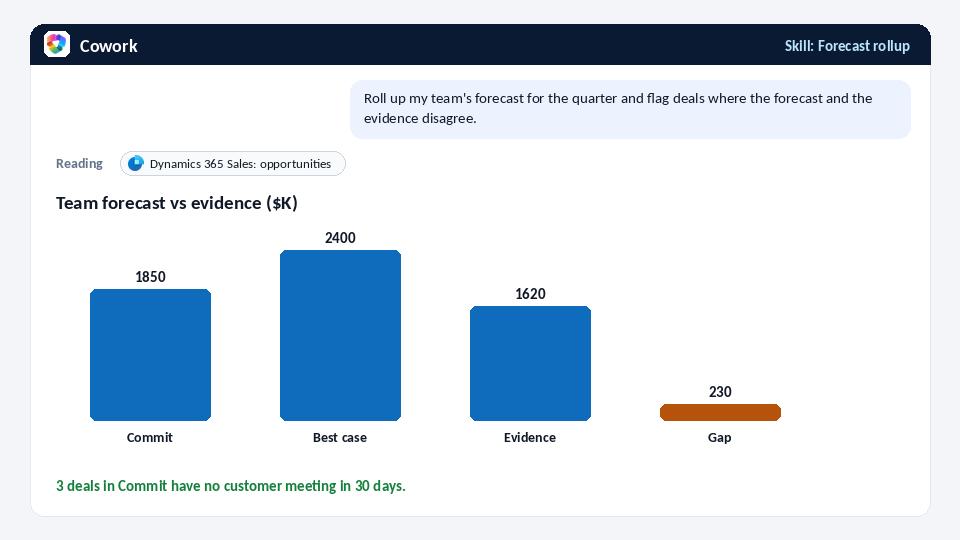 Cowork
Skill: Forecast rollup
Roll up my team's forecast for the quarter and flag deals where the forecast and the
evidence disagree.
Reading
Dynamics 365 Sales: opportunities
Team forecast vs evidence ($K)
1850
2400
1620
230
Commit
Best case
Evidence
Gap
3 deals in Commit have no customer meeting in 30 days.